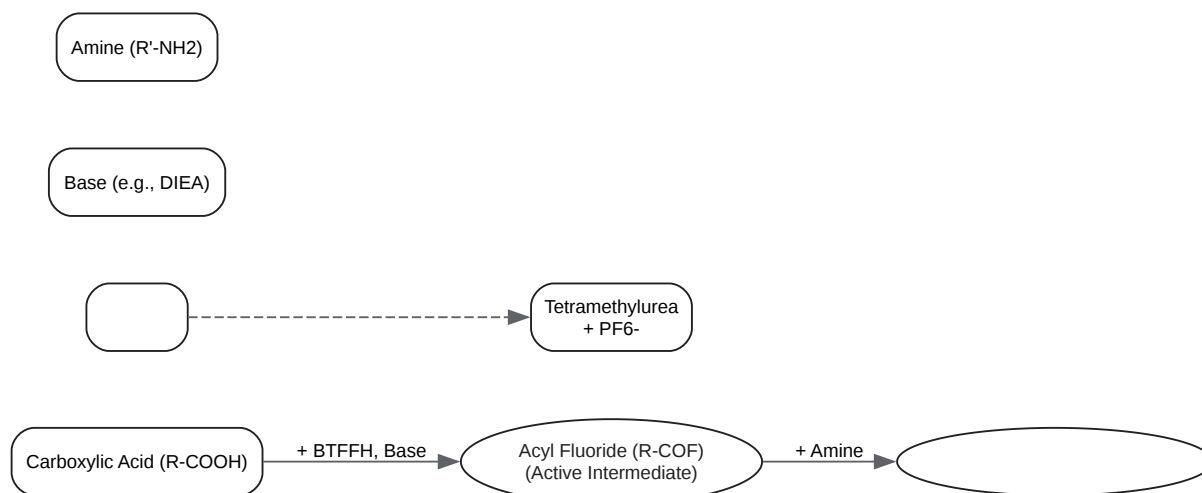 Amine (R'-NH2)
Base (e.g., DIEA)
Tetramethylurea
+ PF6-
Carboxylic Acid (R-COOH)
+ BTFFH, Base
Acyl Fluoride (R-COF)
(Active Intermediate)
+ Amine